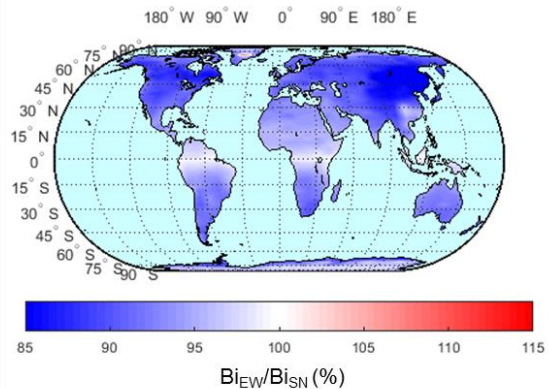 180° W 90° W 0° 90° E 180° E
75° N
60° N
45° N
30° N
15° N
0°
15° S
30° S
45° S
60° S
75° S
90° S
85 90 95 100 105 110 115
Bi_EW/Bi_SN (%)